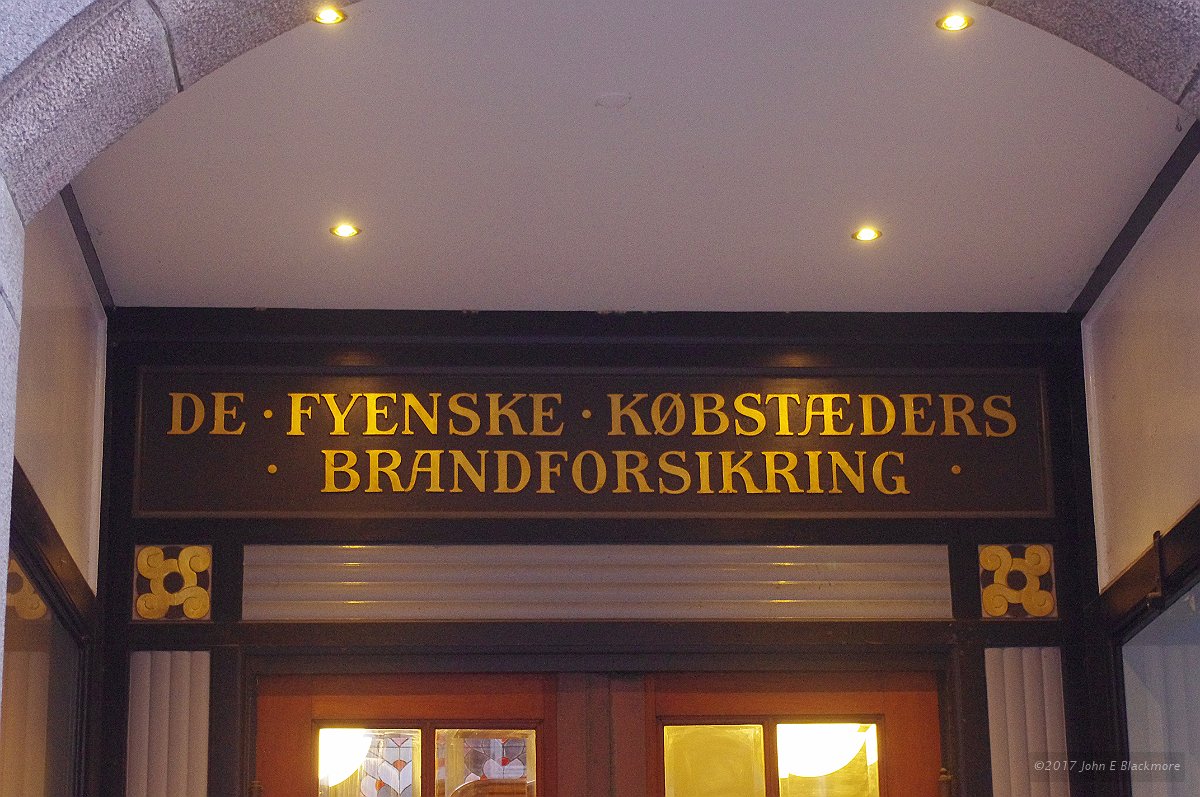 DE · FYENSKE · KØBSTÆDERS
· BRANDFORSIKRING ·
©2017 John E Blackmore